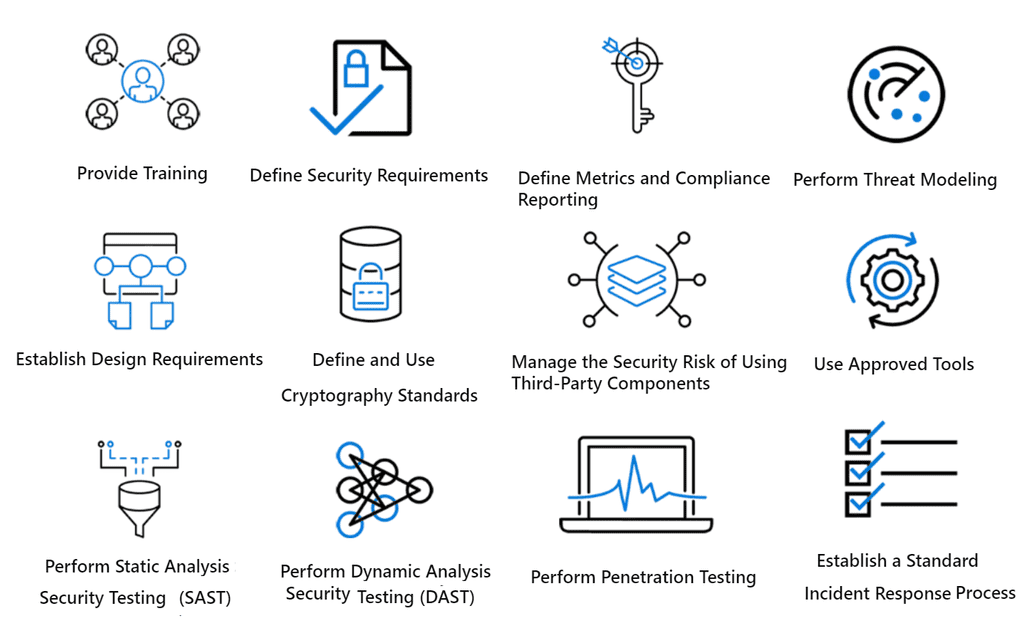 Provide Training
Define Security Requirements
Define Metrics and Compliance
Reporting
Perform Threat Modeling
Establish Design Requirements
Define and Use
Cryptography Standards
Manage the Security Risk of Using
Third-Party Components
Use Approved Tools
Perform Static Analysis
Security Testing (SAST)
Perform Dynamic Analysis
Security Testing (DAST)
Perform Penetration Testing
Establish a Standard
Incident Response Process